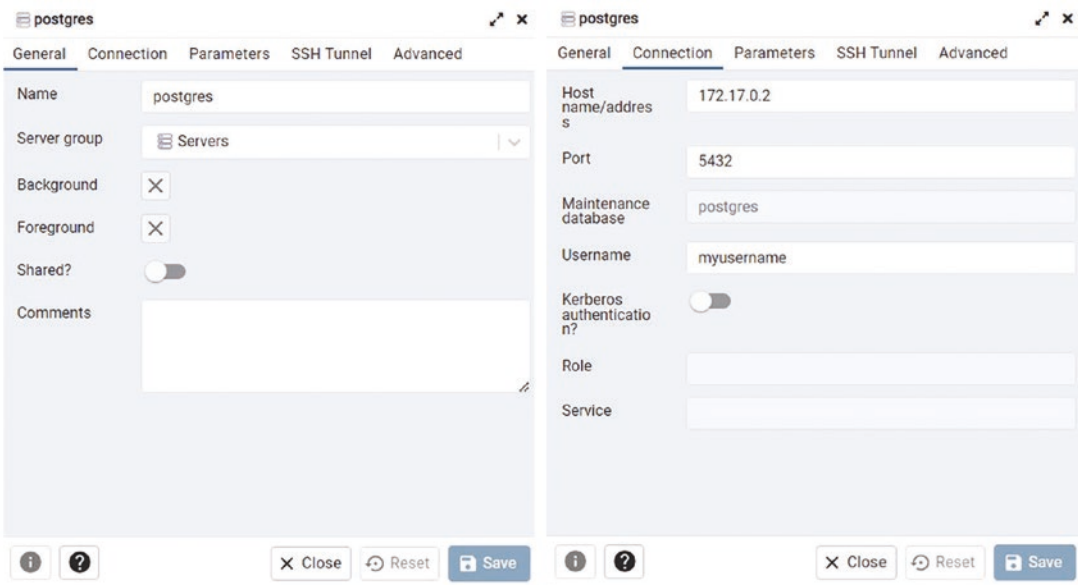 postgres
General Connection Parameters SSH Tunnel Advanced
Name postgres
Server group Servers
Background
Foreground
Shared?
Comments
Close Reset Save
postgres
General Connection Parameters SSH Tunnel Advanced
Host
name/addres
s
172.17.0.2
Port 5432
Maintenance
database
postgres
Username myusername
Kerberos
authenticatio
n?
Role
Service
Close Reset Save